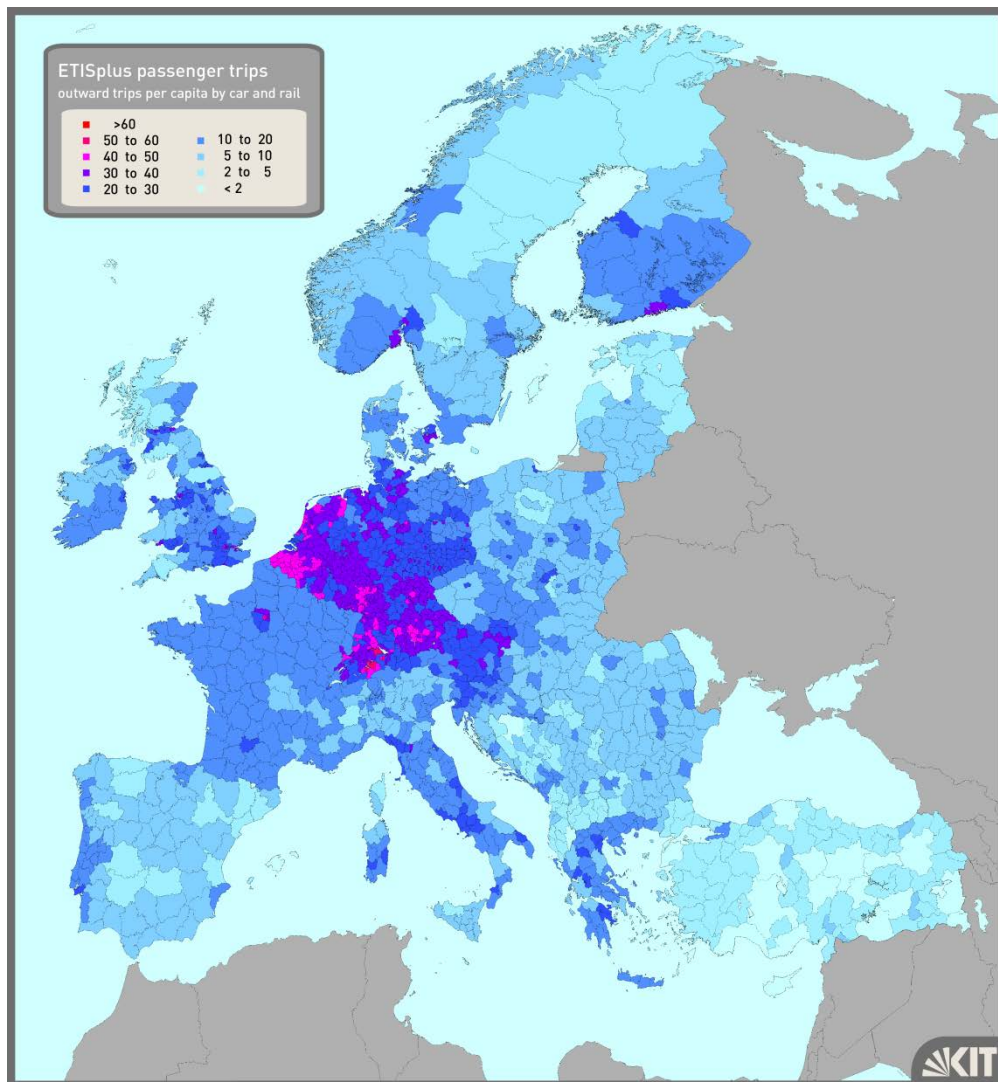 ETISplus passenger trips
outward trips per capita by car and rail
>60
50 to 60
40 to 50
30 to 40
20 to 30
10 to 20
5 to 10
2 to 5
< 2
KIT